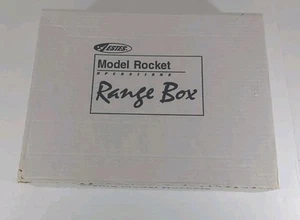 ESTES
Model Rocket
OPERATIONS
Range Box